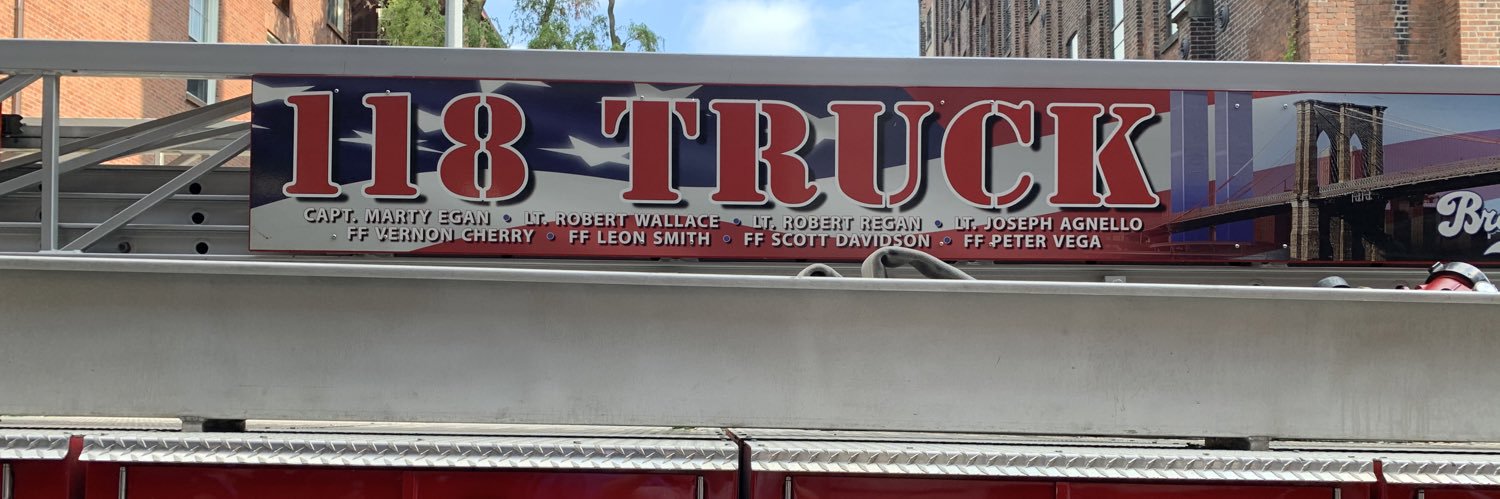 118 TRUCK
CAPT. MARTY EGAN • LT. ROBERT WALLACE • LT. ROBERT REGAN • LT. JOSEPH AGNELLO
FF VERNON CHERRY • FF LEON SMITH • FF SCOTT DAVIDSON • FF PETER VEGA